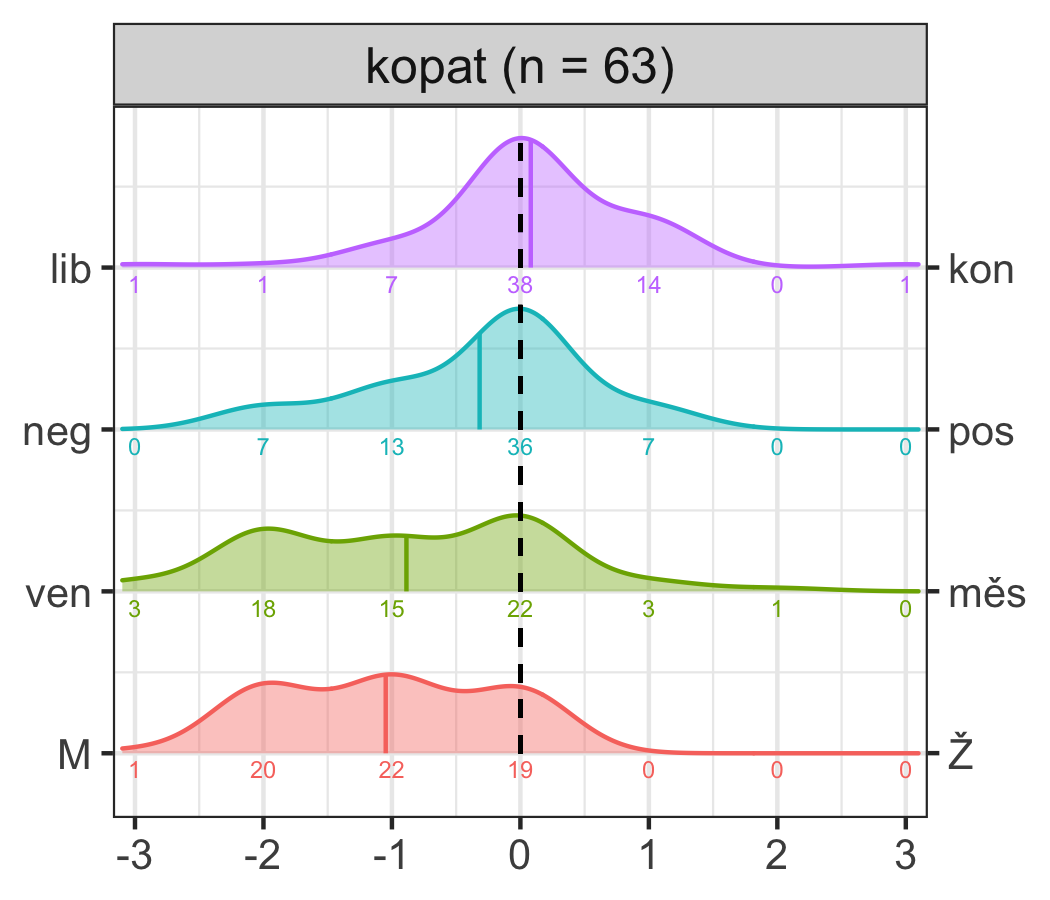 kopat (n = 63)
lib kon
1 1 7 38 14 0 1
neg pos
0 7 13 36 7 0 0
ven měs
3 18 15 22 3 1 0
M Ž
1 20 22 19 0 0 0
-3 -2 -1 0 1 2 3